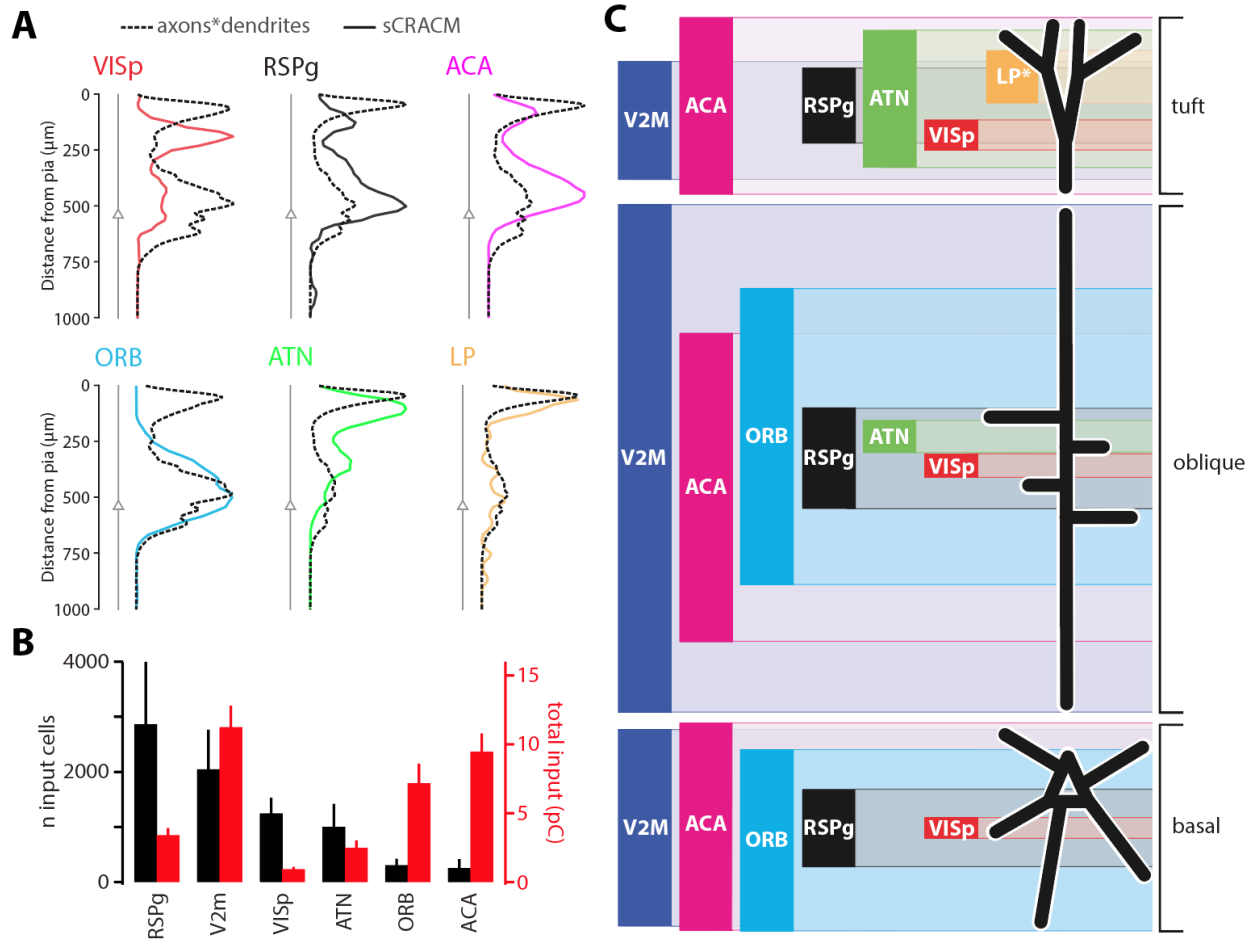 A
axons*dendrites
sCRACM
VISp
RSPg
ACA
Distance from pia (µm)
0
250
500
750
1000
ORB
ATN
LP
Distance from pia (µm)
0
250
500
750
1000
B
n input cells
4000
2000
0
total input (pC)
15
10
5
0
RSPg
V2m
VISp
ATN
ORB
ACA
C
V2M
ACA
RSPg
ATN
LP*
VISp
tuft
V2M
ACA
ORB
RSPg
ATN
VISp
oblique
V2M
ACA
ORB
RSPg
VISp
basal